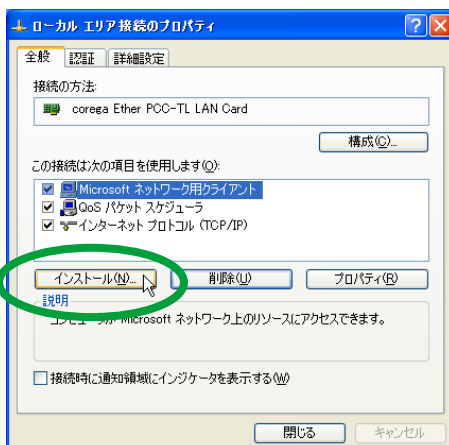 ローカル エリア接続のプロパティ
全般 認証 詳細設定
接続の方法:
corega Ether PCC-TL LAN Card
構成(C)...
この接続は次の項目を使用します(O):
Microsoft ネットワーク用クライアント
QoS パケット スケジューラ
インターネット プロトコル (TCP/IP)
インストール(N)... 削除(U) プロパティ(R)
説明
コンピュータが Microsoft ネットワーク上のリソースにアクセスできます。
接続時に通知領域にインジケータを表示する(W)
閉じる キャンセル